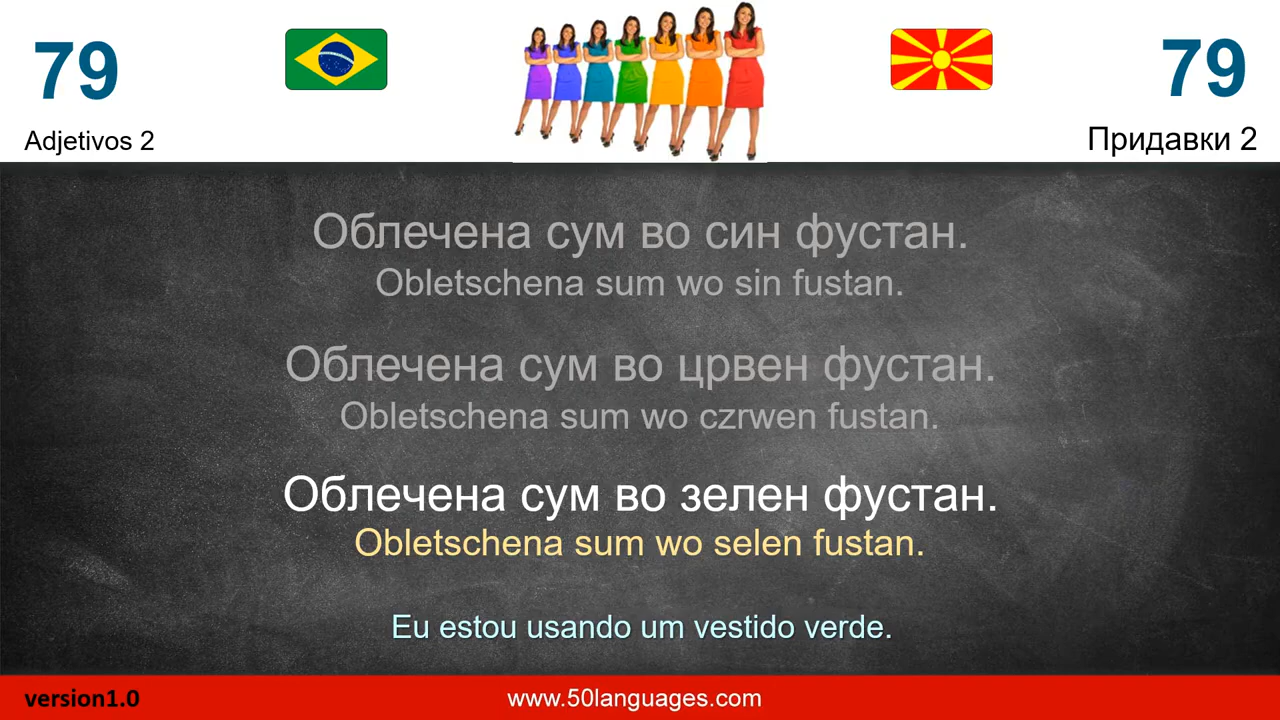 79
79
Adjetivos 2
Придавки 2
Облечена сум во син фустан.
Obletschena sum wo sin fustan.
Облечена сум во црвен фустан.
Obletschena sum wo czrwen fustan.
Облечена сум во зелен фустан.
Obletschena sum wo selen fustan.
Eu estou usando um vestido verde.
version1.0
www.50languages.com